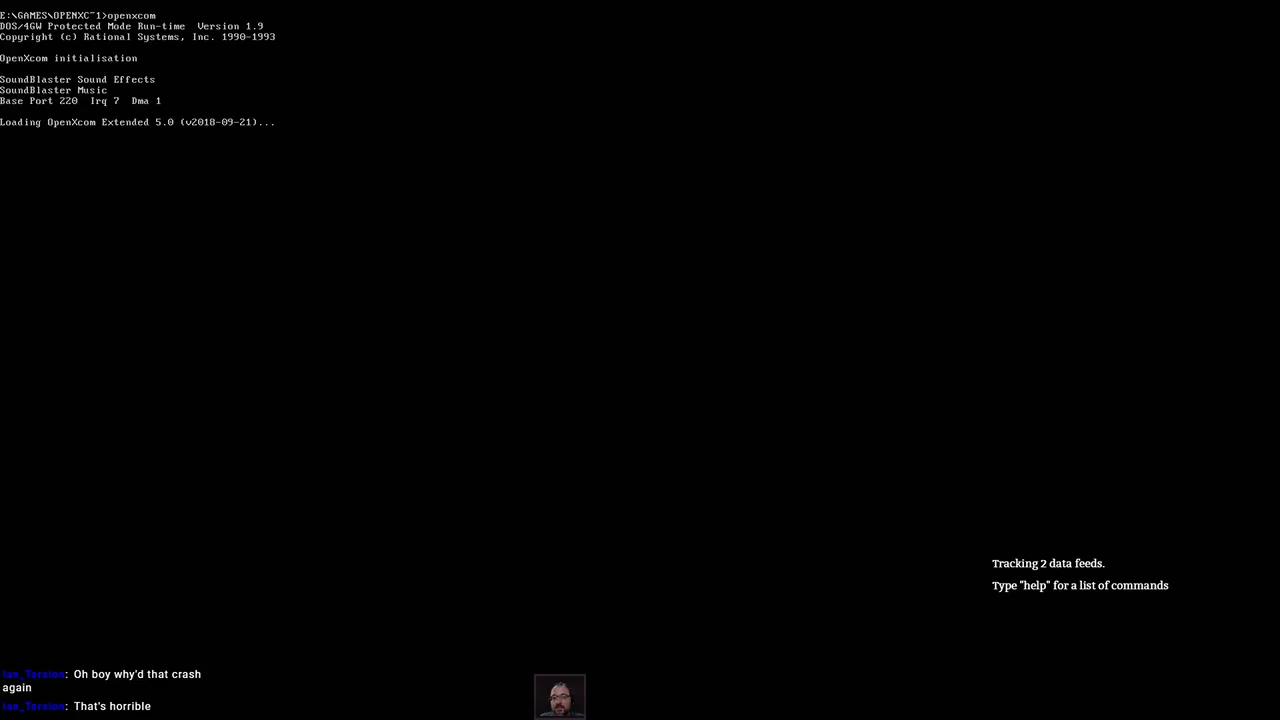 E:\GAMES\OPENXC~1>openxcom
DOS/4GW Protected Mode Run-time  Version 1.9
Copyright (c) Rational Systems, Inc. 1990-1993
OpenXcom initialisation
SoundBlaster Sound Effects
SoundBlaster Music
Base Port 220  Irq 7  Dma 1
Loading OpenXcom Extended 5.0 (v2018-09-21)...
Tracking 2 data feeds.
Type "help" for a list of commands
Ian_Torsion: Oh boy why'd that crash
again
Ian_Torsion: That's horrible